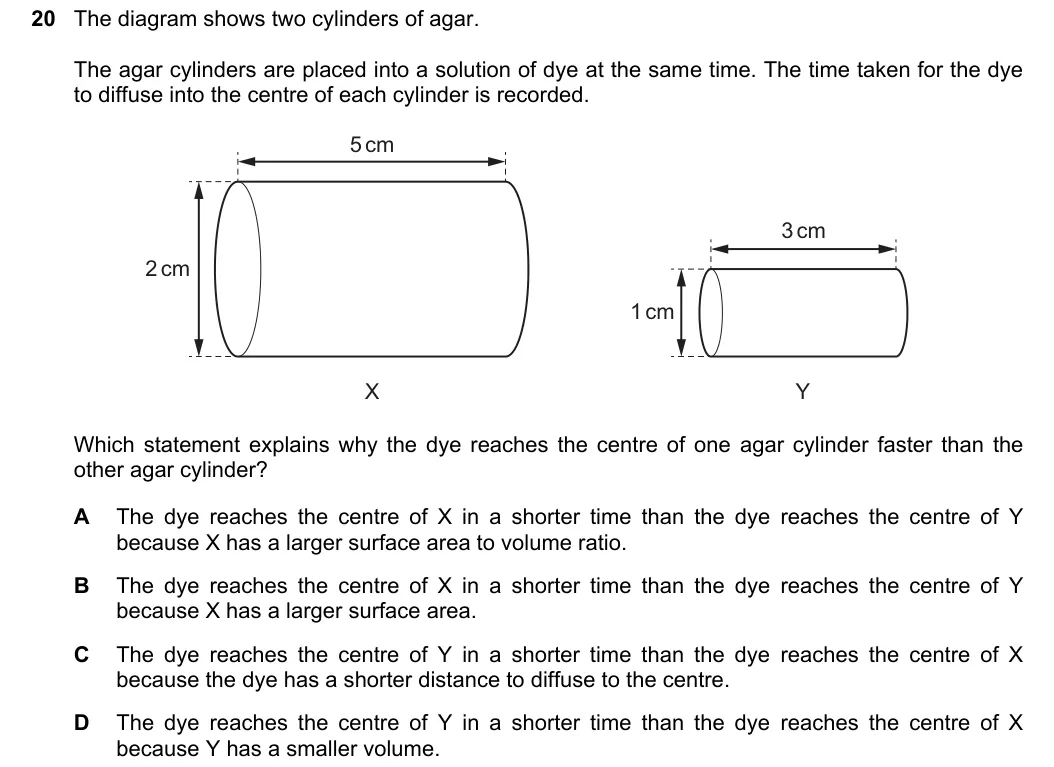 20 The diagram shows two cylinders of agar.
The agar cylinders are placed into a solution of dye at the same time. The time taken for the dye
to diffuse into the centre of each cylinder is recorded.
5 cm
2 cm
3 cm
1 cm
X
Y
Which statement explains why the dye reaches the centre of one agar cylinder faster than the
other agar cylinder?
A The dye reaches the centre of X in a shorter time than the dye reaches the centre of Y
because X has a larger surface area to volume ratio.
B The dye reaches the centre of X in a shorter time than the dye reaches the centre of Y
because X has a larger surface area.
C The dye reaches the centre of Y in a shorter time than the dye reaches the centre of X
because the dye has a shorter distance to diffuse to the centre.
D The dye reaches the centre of Y in a shorter time than the dye reaches the centre of X
because Y has a smaller volume.